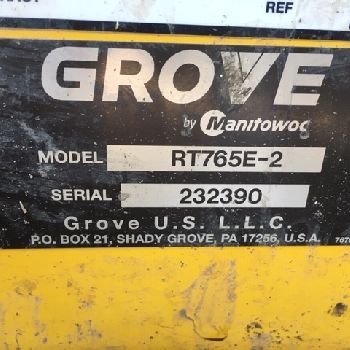 REF
GROVE
by Manitowoc
MODEL RT765E-2
SERIAL 232390
Grove U.S. L.L.C.
P.O. BOX 21, SHADY GROVE, PA 17256, U.S.A.